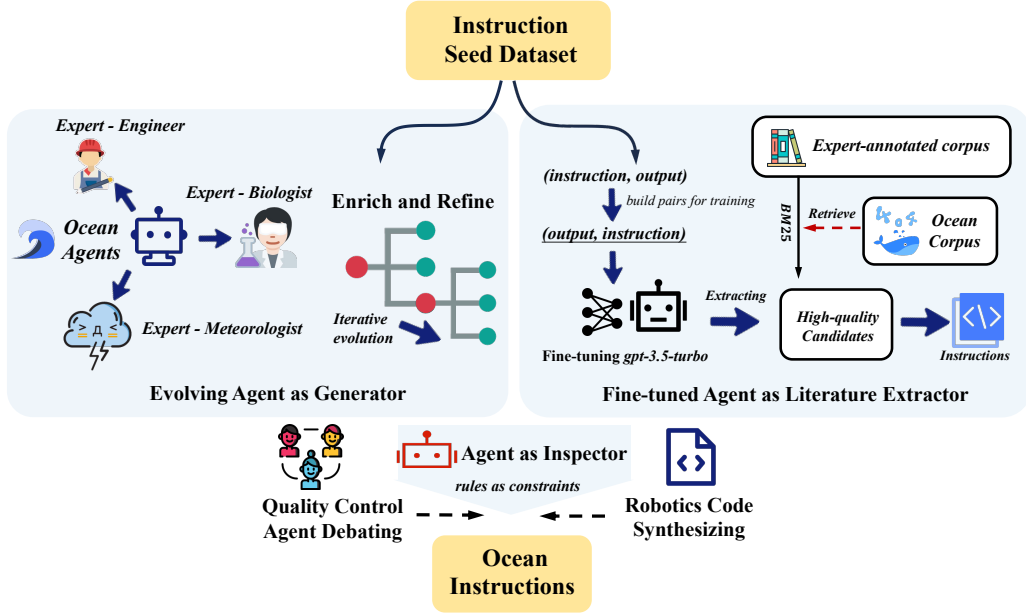 Instruction
Seed Dataset
Expert - Engineer
Expert - Biologist
Ocean
Agents
Expert - Meteorologist
Enrich and Refine
Iterative
evolution
Evolving Agent as Generator
(instruction, output)
build pairs for training
(output, instruction)
Fine-tuning gpt-3.5-turbo
Expert-annotated corpus
BM25
Retrieve
Ocean
Corpus
Extracting
High-quality
Candidates
</>
Instructions
Fine-tuned Agent as Literature Extractor
Agent as Inspector
rules as constraints
Quality Control
Agent Debating
Robotics Code
Synthesizing
Ocean
Instructions